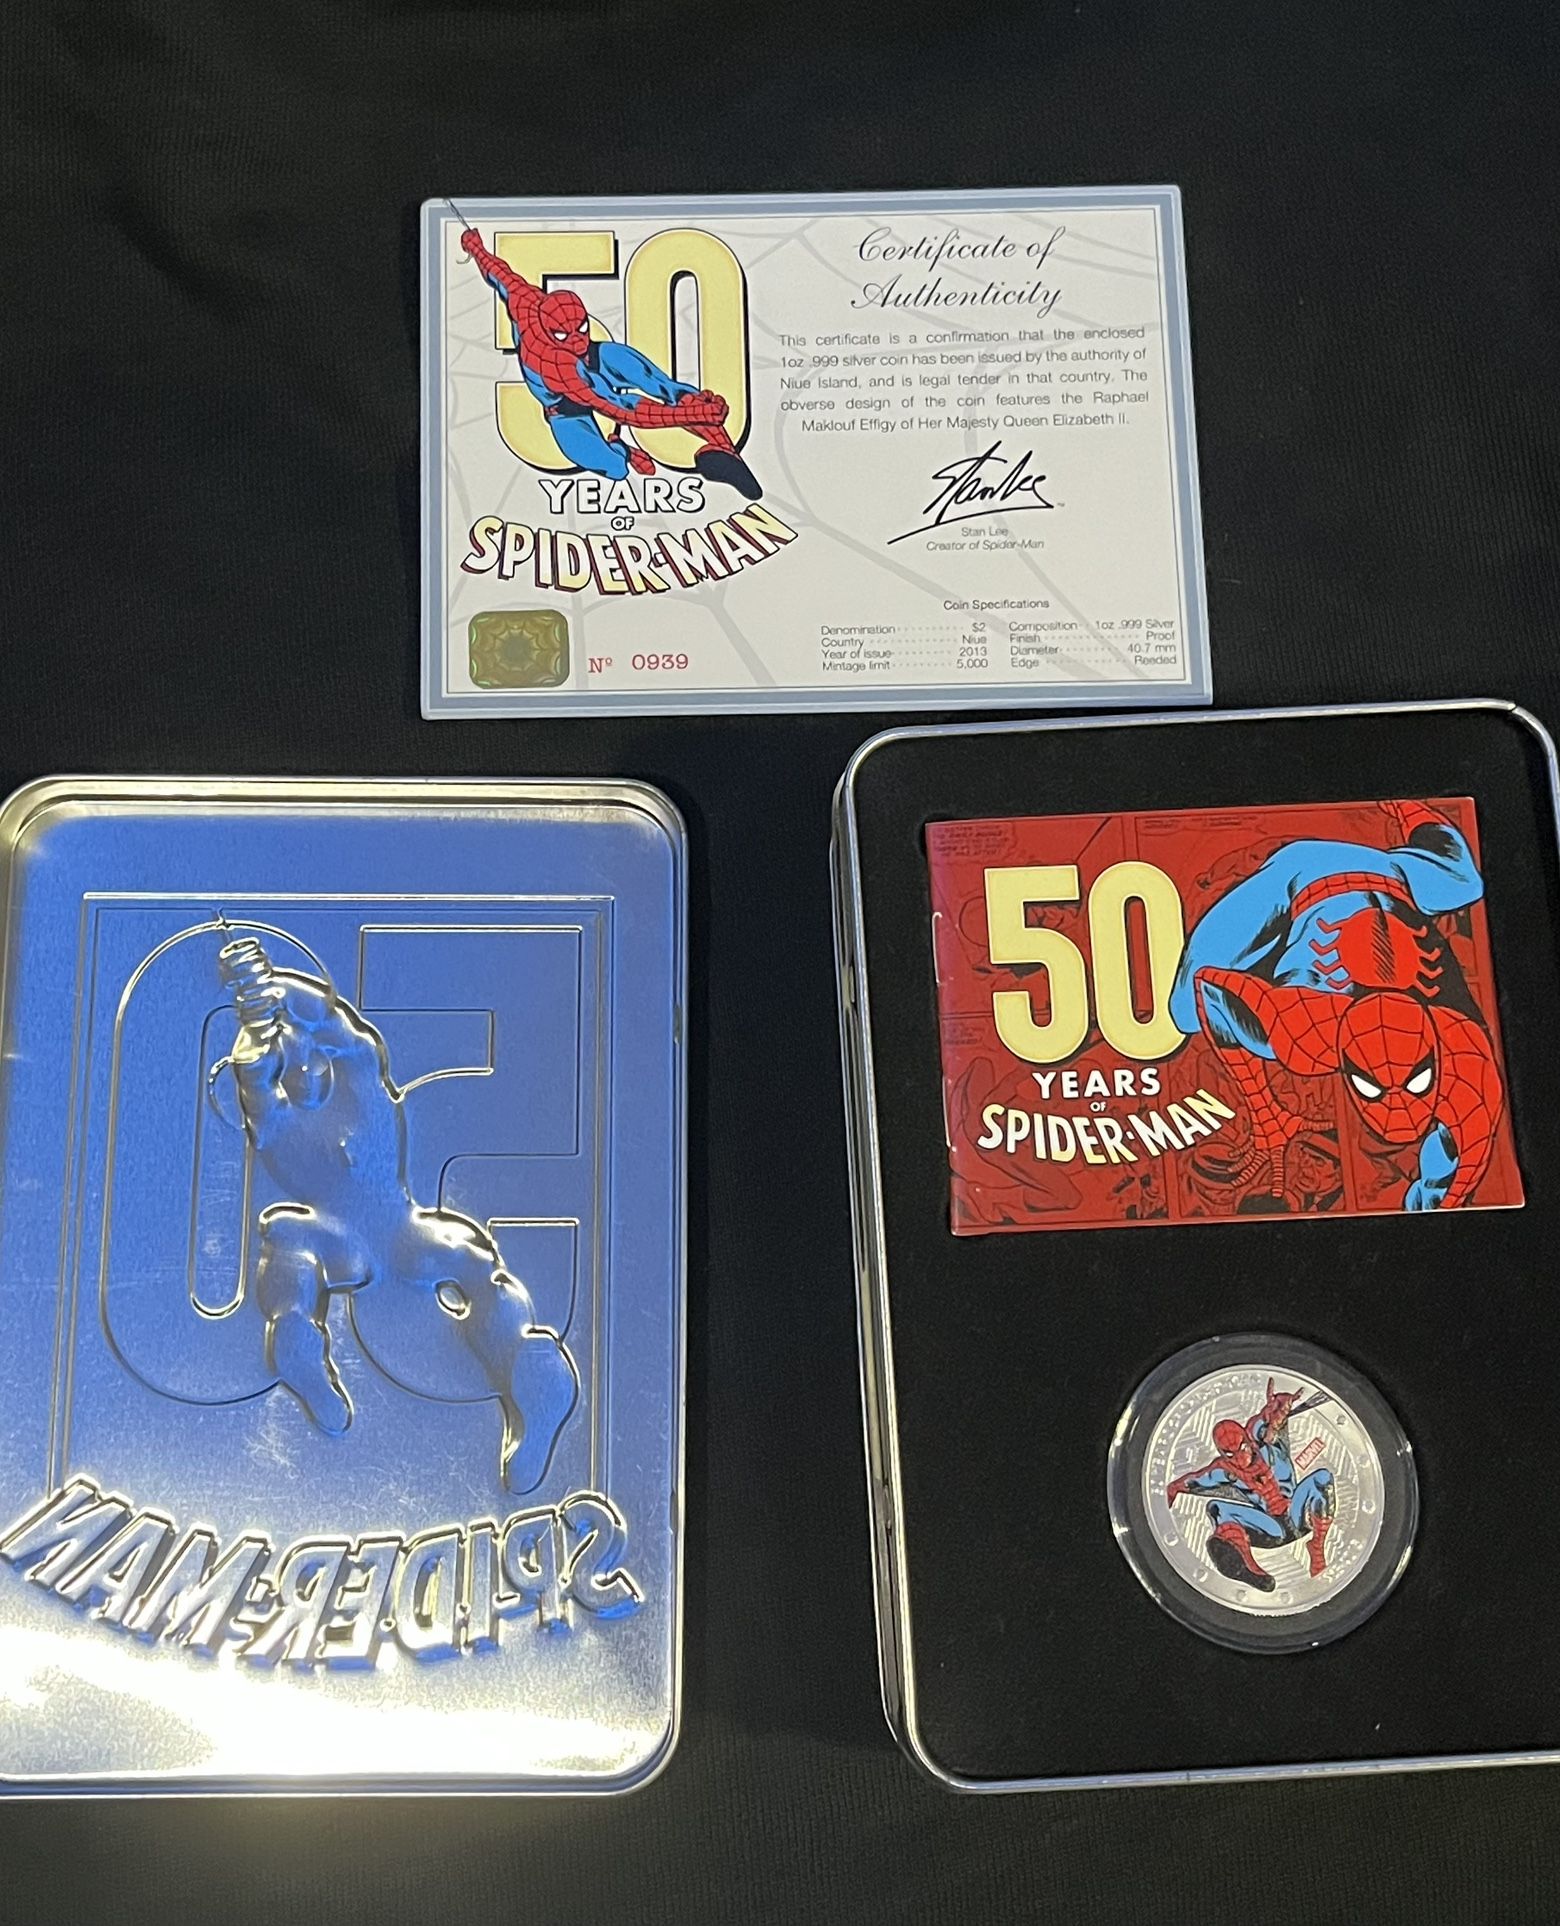 Certificate of
Authenticity
This certificate is a confirmation that the enclosed
1oz .999 silver coin has been issued by the authority of
Niue Island, and is legal tender in that country. The
obverse design of the coin features the Raphael
Maklouf Effigy of Her Majesty Queen Elizabeth II.
Stan Lee
Stan Lee
Creator of Spider-Man
50
YEARS
OF
SPIDER-MAN
Nº 0939
Coin Specifications
Denomination $2
Country Niue
Year of issue 2013
Mintage limit 5,000
Composition 1oz .999 Silver
Finish Proof
Diameter 40.7 mm
Edge Reeded
50
SPIDER-MAN
50
YEARS
OF
SPIDER-MAN
MARVEL